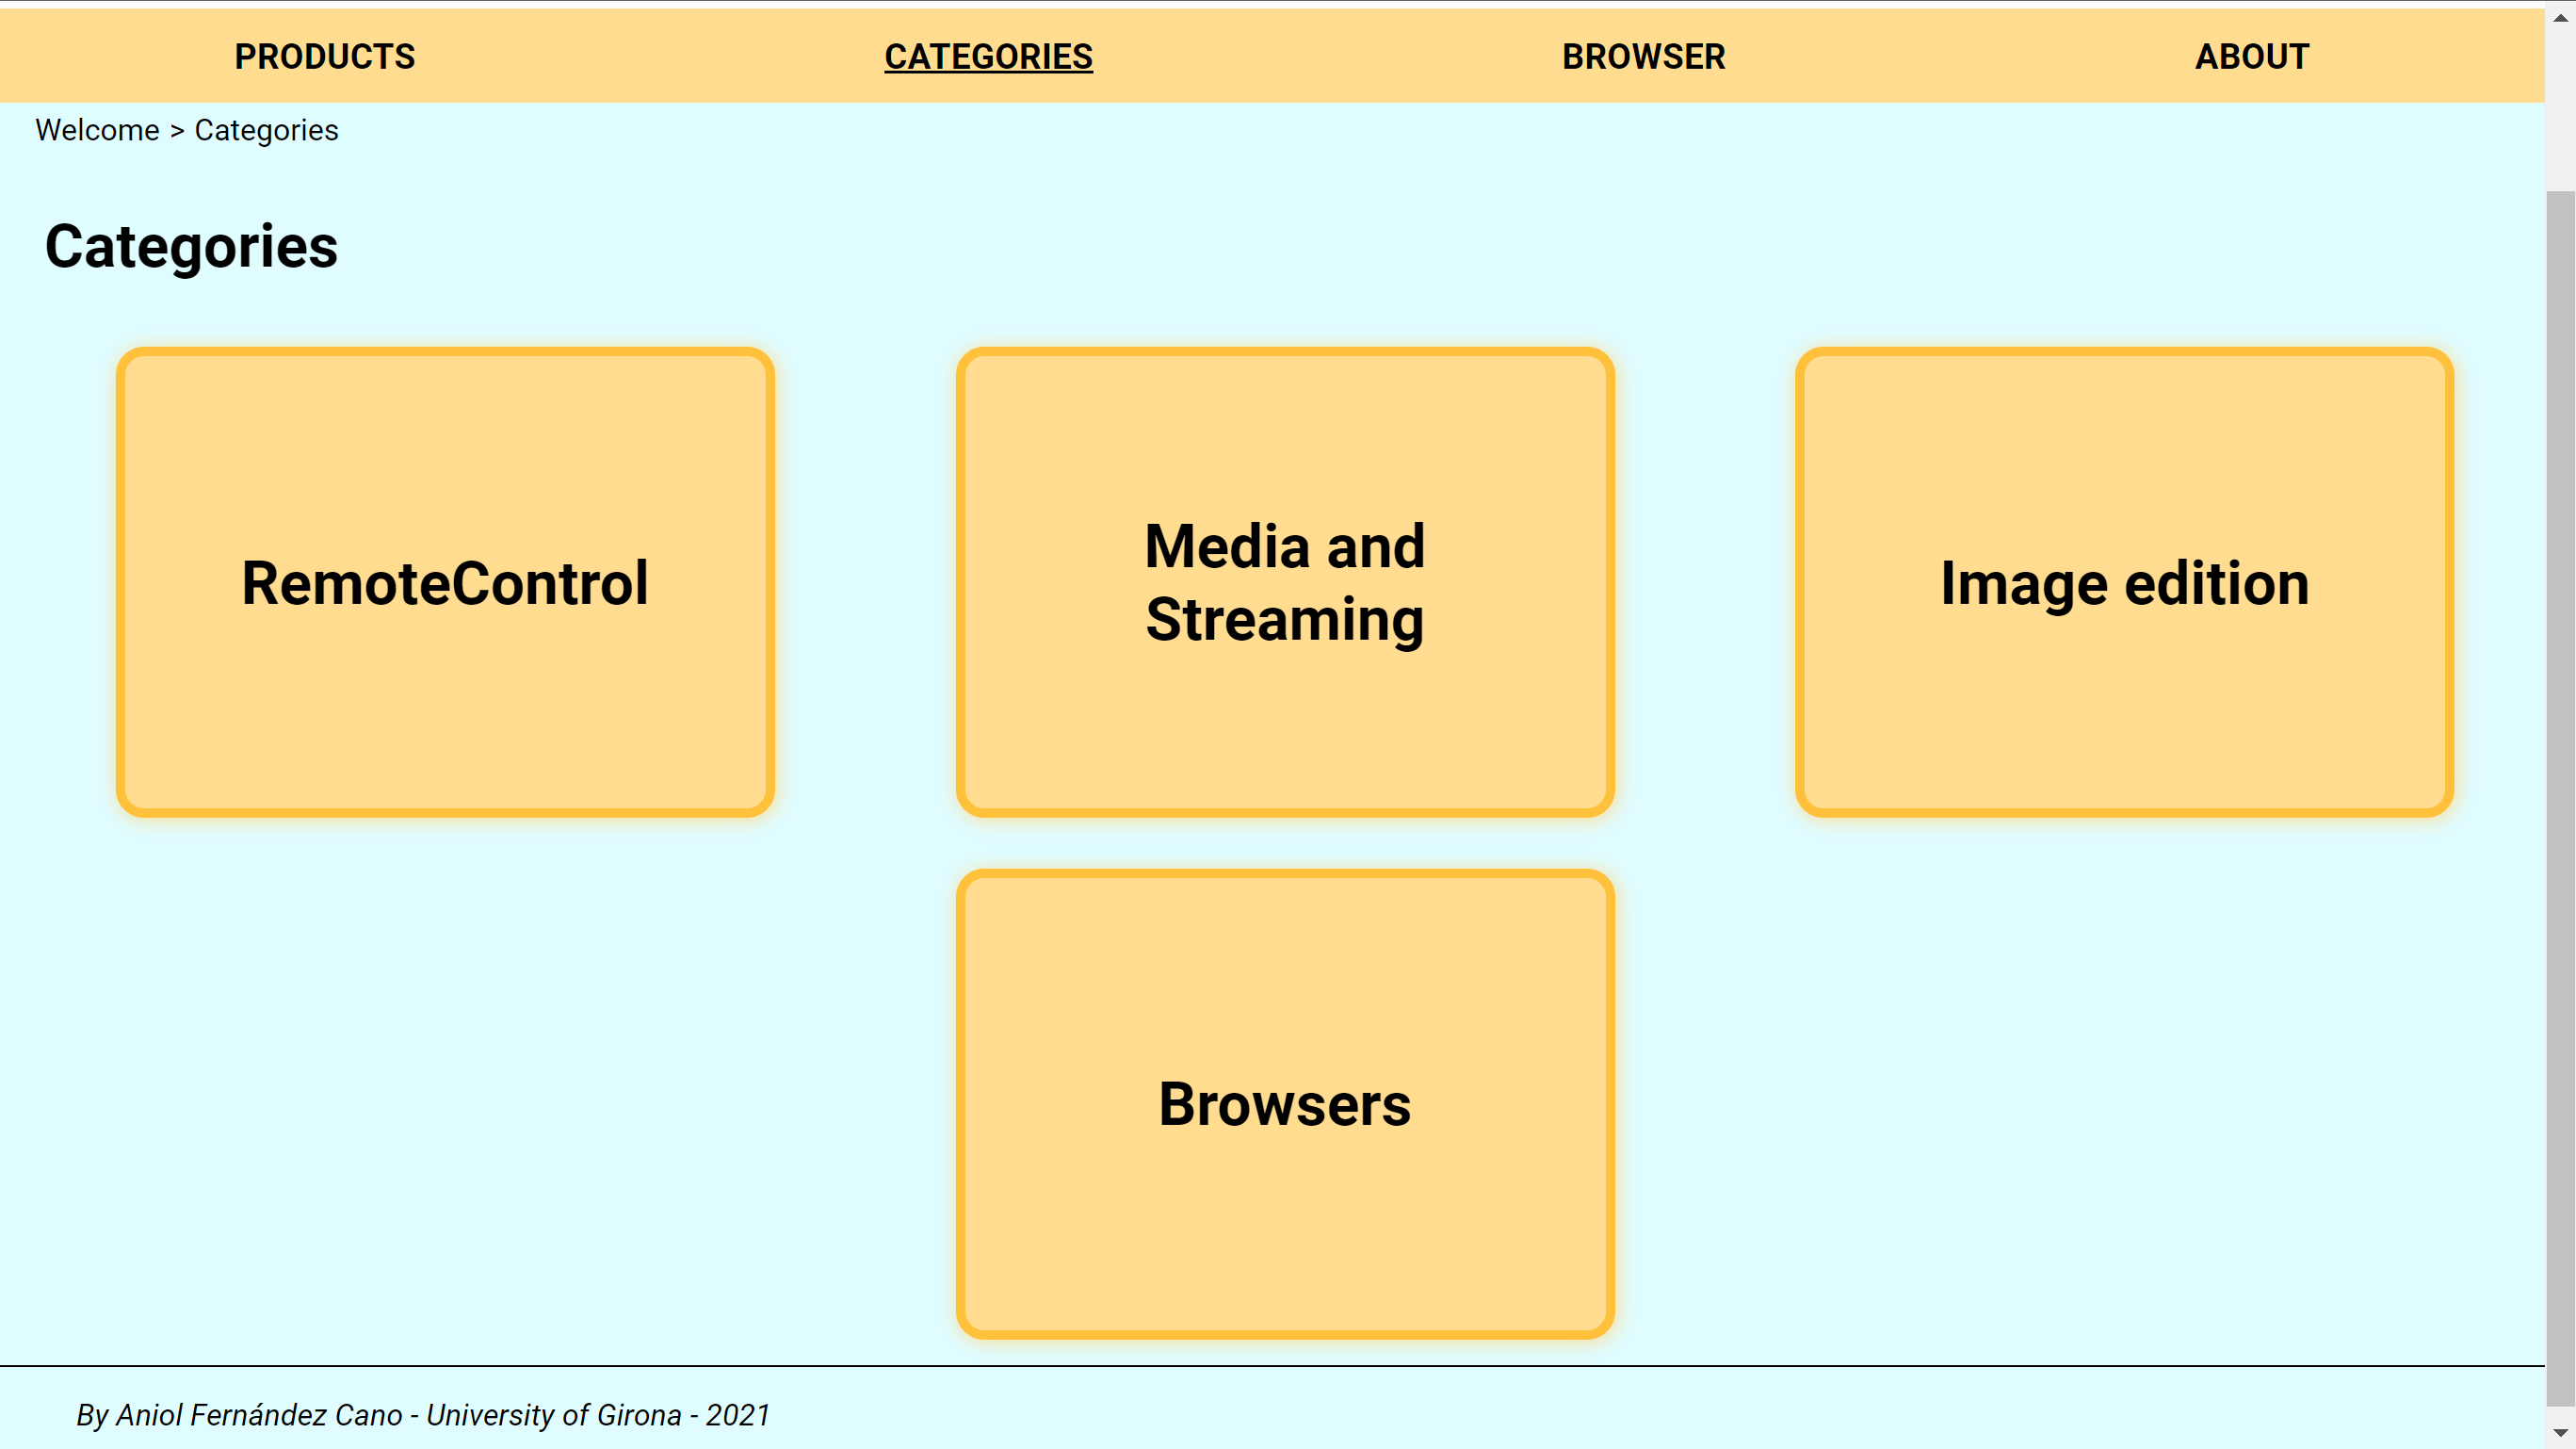 PRODUCTS CATEGORIES BROWSER ABOUT
Welcome > Categories
Categories
RemoteControl
Media and
Streaming
Image edition
Browsers
By Aniol Fernández Cano - University of Girona - 2021